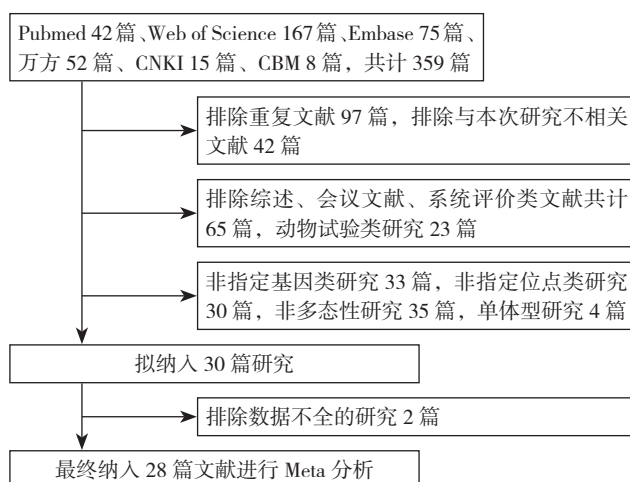 Pubmed 42 篇、Web of Science 167 篇、Embase 75 篇、
万方 52 篇、CNKI 15 篇、CBM 8 篇，共计 359 篇
排除重复文献 97 篇，排除与本次研究不相关
文献 42 篇
排除综述、会议文献、系统评价类文献共计
65 篇，动物试验类研究 23 篇
非指定基因类研究 33 篇，非指定位点类研究
30 篇，非多态性研究 35 篇，单体型研究 4 篇
拟纳入 30 篇研究
排除数据不全的研究 2 篇
最终纳入 28 篇文献进行 Meta 分析